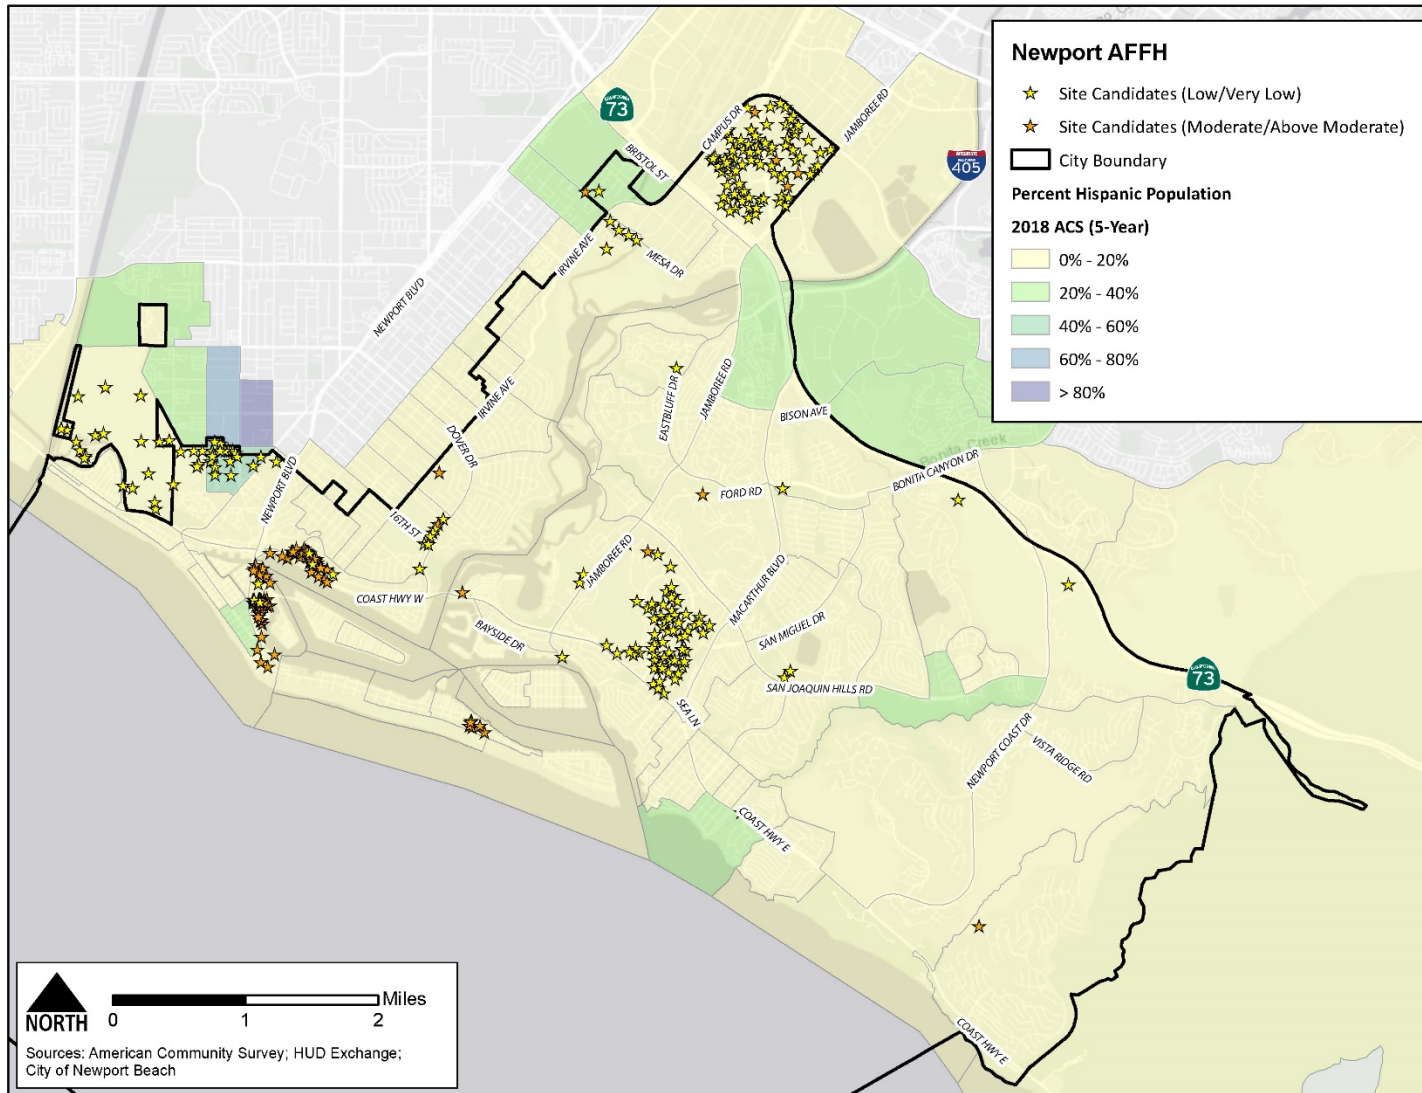 Newport AFFH
Site Candidates (Low/Very Low)
Site Candidates (Moderate/Above Moderate)
City Boundary
Percent Hispanic Population
2018 ACS (5-Year)
0% - 20%
20% - 40%
40% - 60%
60% - 80%
> 80%
CALIFORNIA
73
CAMPUS DR
JAMBOREE RD
BRISTOL ST
INTERSTATE
405
IRVINE AVE
MESA DR
NEWPORT BLVD
EASTBLUFF DR
JAMBOREE RD
IRVINE AVE
BISON AVE
DOVER DR
Bonita Creek
BONITA CANYON DR
NEWPORT BLVD
FORD RD
16TH ST
JAMBOREE RD
MACARTHUR BLVD
COAST HWY W
BAYSIDE DR
SAN MIGUEL DR
SAN JOAQUIN HILLS RD
CALIFORNIA
73
SEA LN
NEWPORT COAST DR
VISTA RIDGE RD
COAST HWY E
COAST HWY E
NORTH
0 1 2
Miles
Sources: American Community Survey; HUD Exchange;
City of Newport Beach